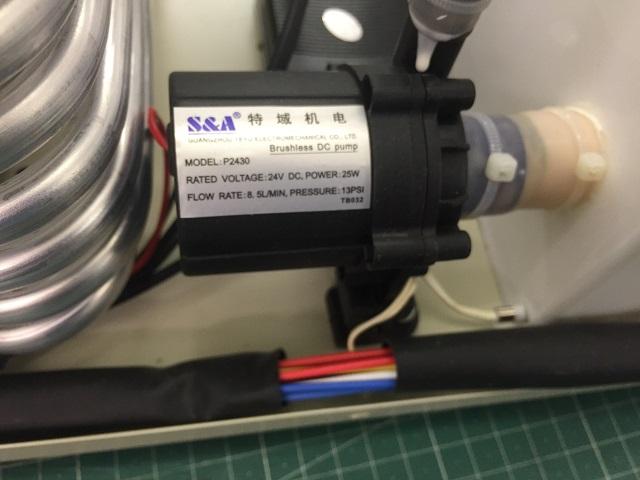 S&A® 特域机电
GUANGZHOU TEYU ELECTROMECHANICAL CO., LTD.
Brushless DC pump
MODEL:P2430
RATED VOLTAGE:24V DC, POWER:25W
FLOW RATE:8. 5L/MIN, PRESSURE:13PSI
TB032